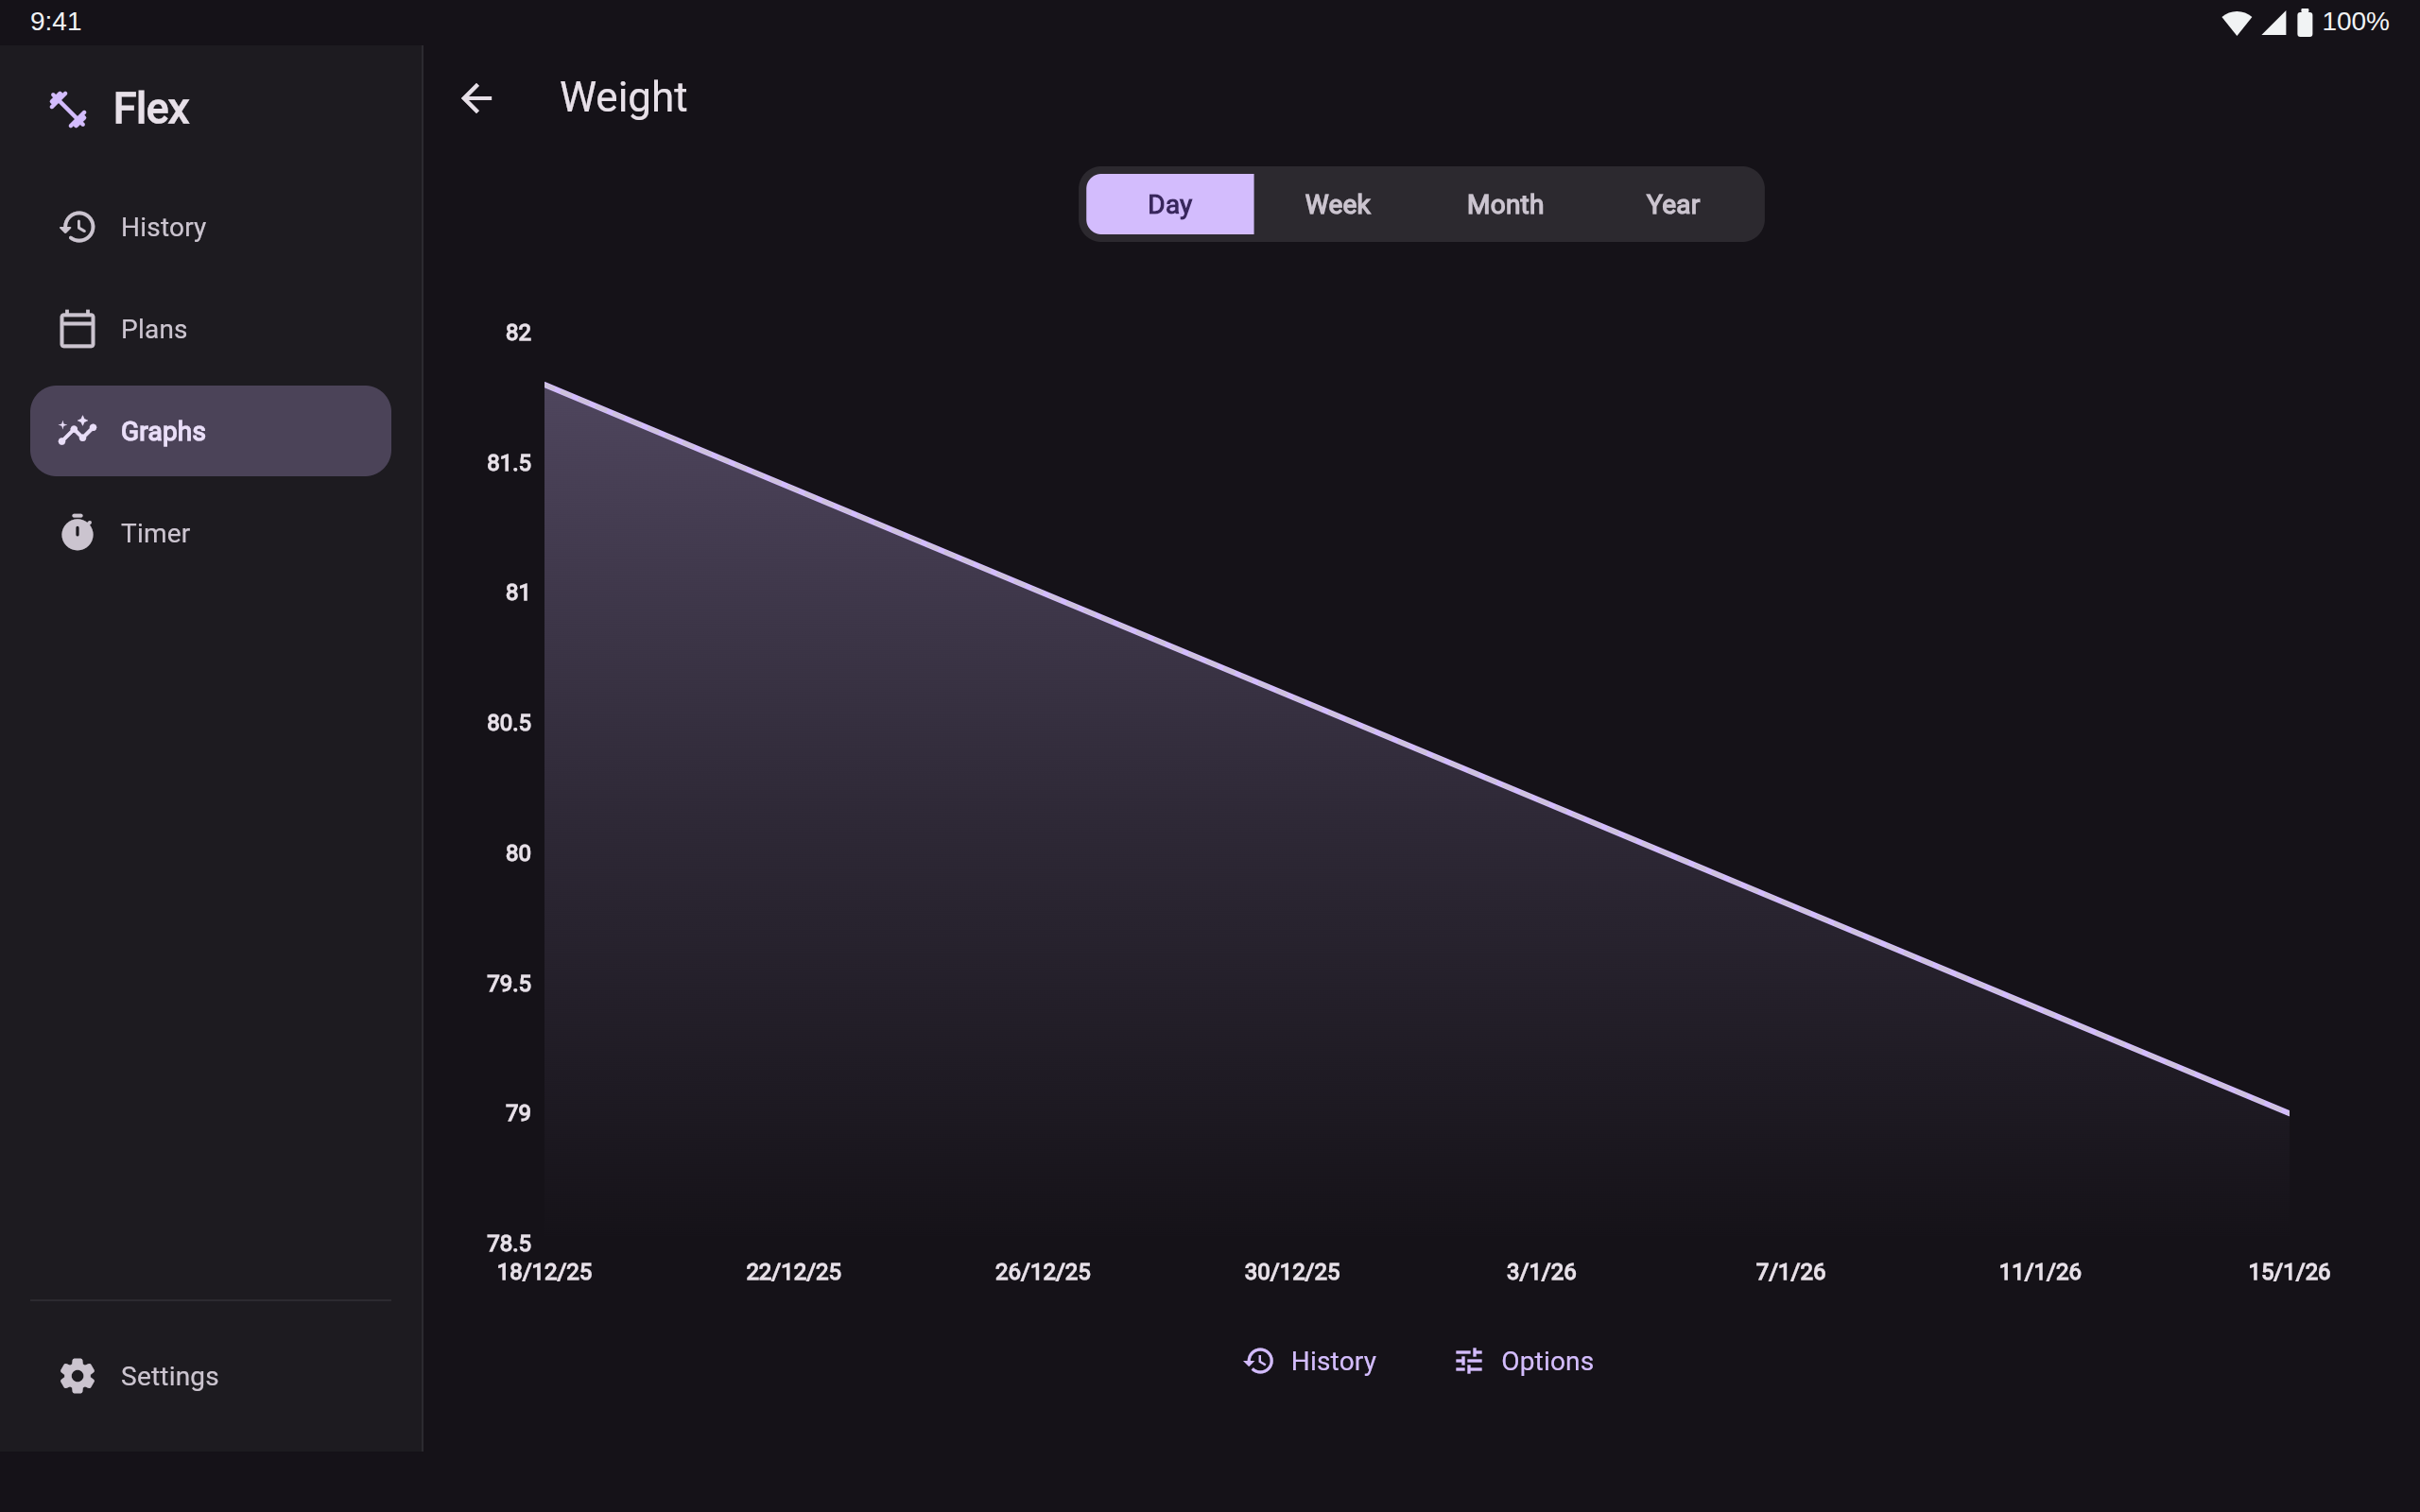 9:41
100%
Flex
History
Plans
Graphs
Timer
Settings
Weight
Day Week Month Year
82
81.5
81
80.5
80
79.5
79
78.5
18/12/25 22/12/25 26/12/25 30/12/25 3/1/26 7/1/26 11/1/26 15/1/26
History Options